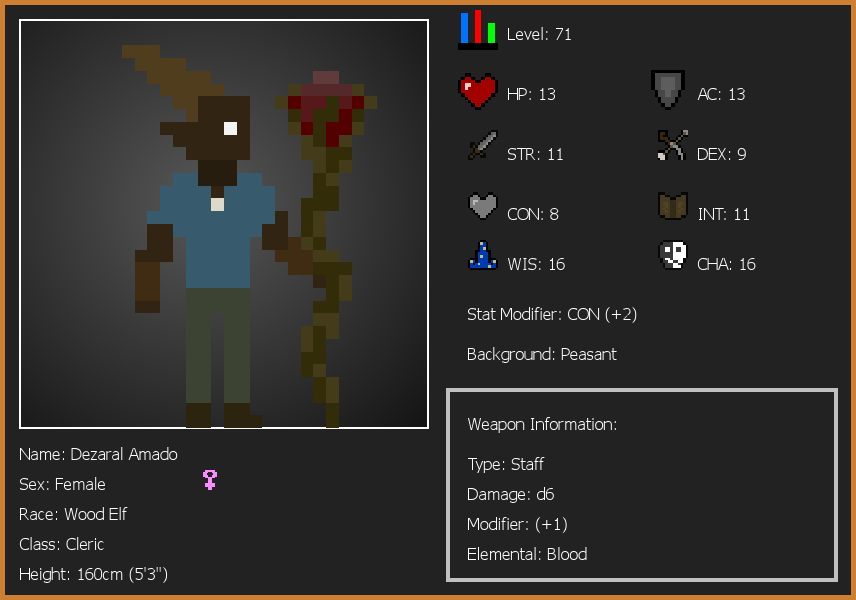 Level: 71
HP: 13
AC: 13
STR: 11
DEX: 9
CON: 8
INT: 11
WIS: 16
CHA: 16
Stat Modifier: CON (+2)
Background: Peasant
Weapon Information:
Type: Staff
Damage: d6
Modifier: (+1)
Elemental: Blood
Name: Dezaral Amado
Sex: Female
Race: Wood Elf
Class: Cleric
Height: 160cm (5'3")